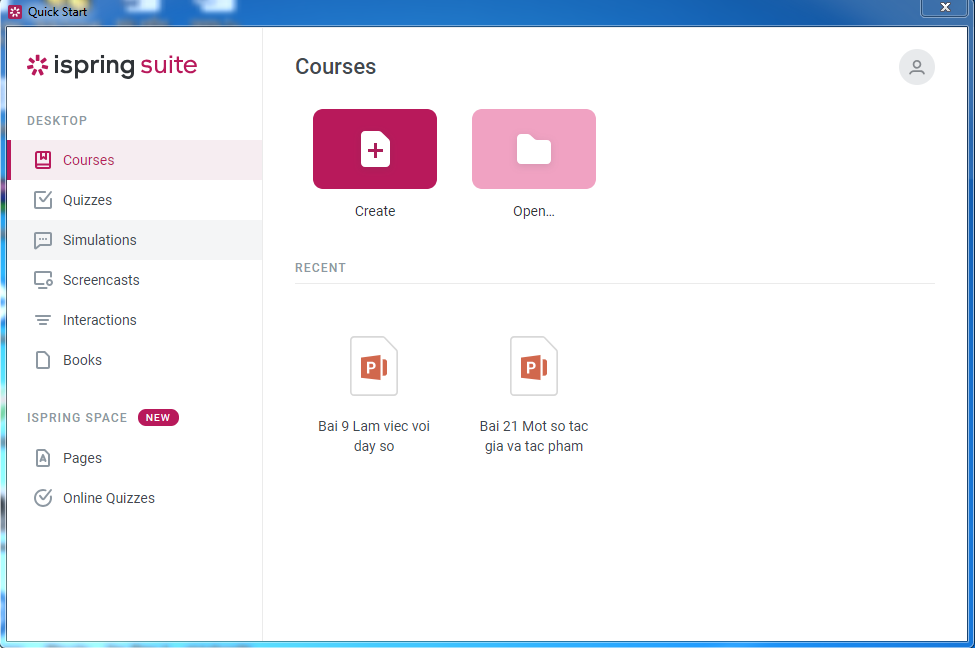 Quick Start
ispring suite
DESKTOP
Courses
Quizzes
Simulations
Screencasts
Interactions
Books
ISPRING SPACE NEW
Pages
Online Quizzes
Courses
Create
Open...
RECENT
Bai 9 Lam viec voi
day so
Bai 21 Mot so tac
gia va tac pham